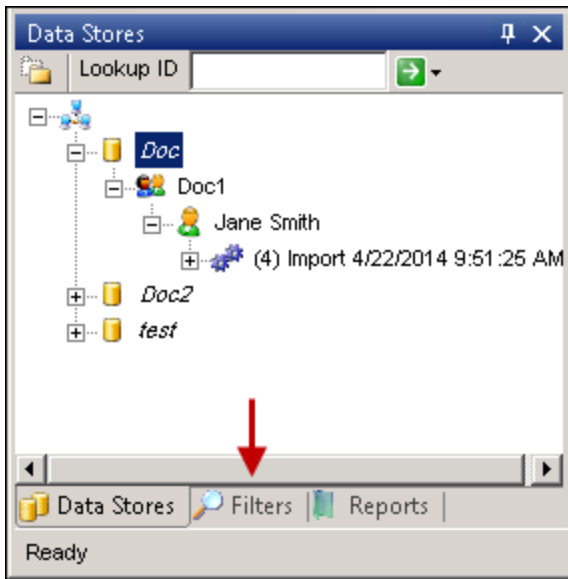 Data Stores
Lookup ID
Doc
Doc1
Jane Smith
(4) Import 4/22/2014 9:51:25 AM
Doc2
test
Data Stores Filters Reports
Ready